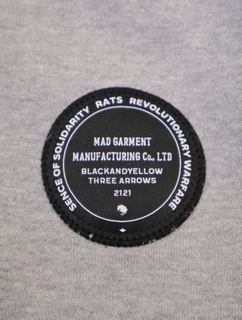 SENCE OF SOLIDARITY RATS REVOLUTIONARY WARFARE
MAD GARMENT
MANUFACTURING Co., LTD
BLACKANDYELLOW
THREE ARROWS
2121